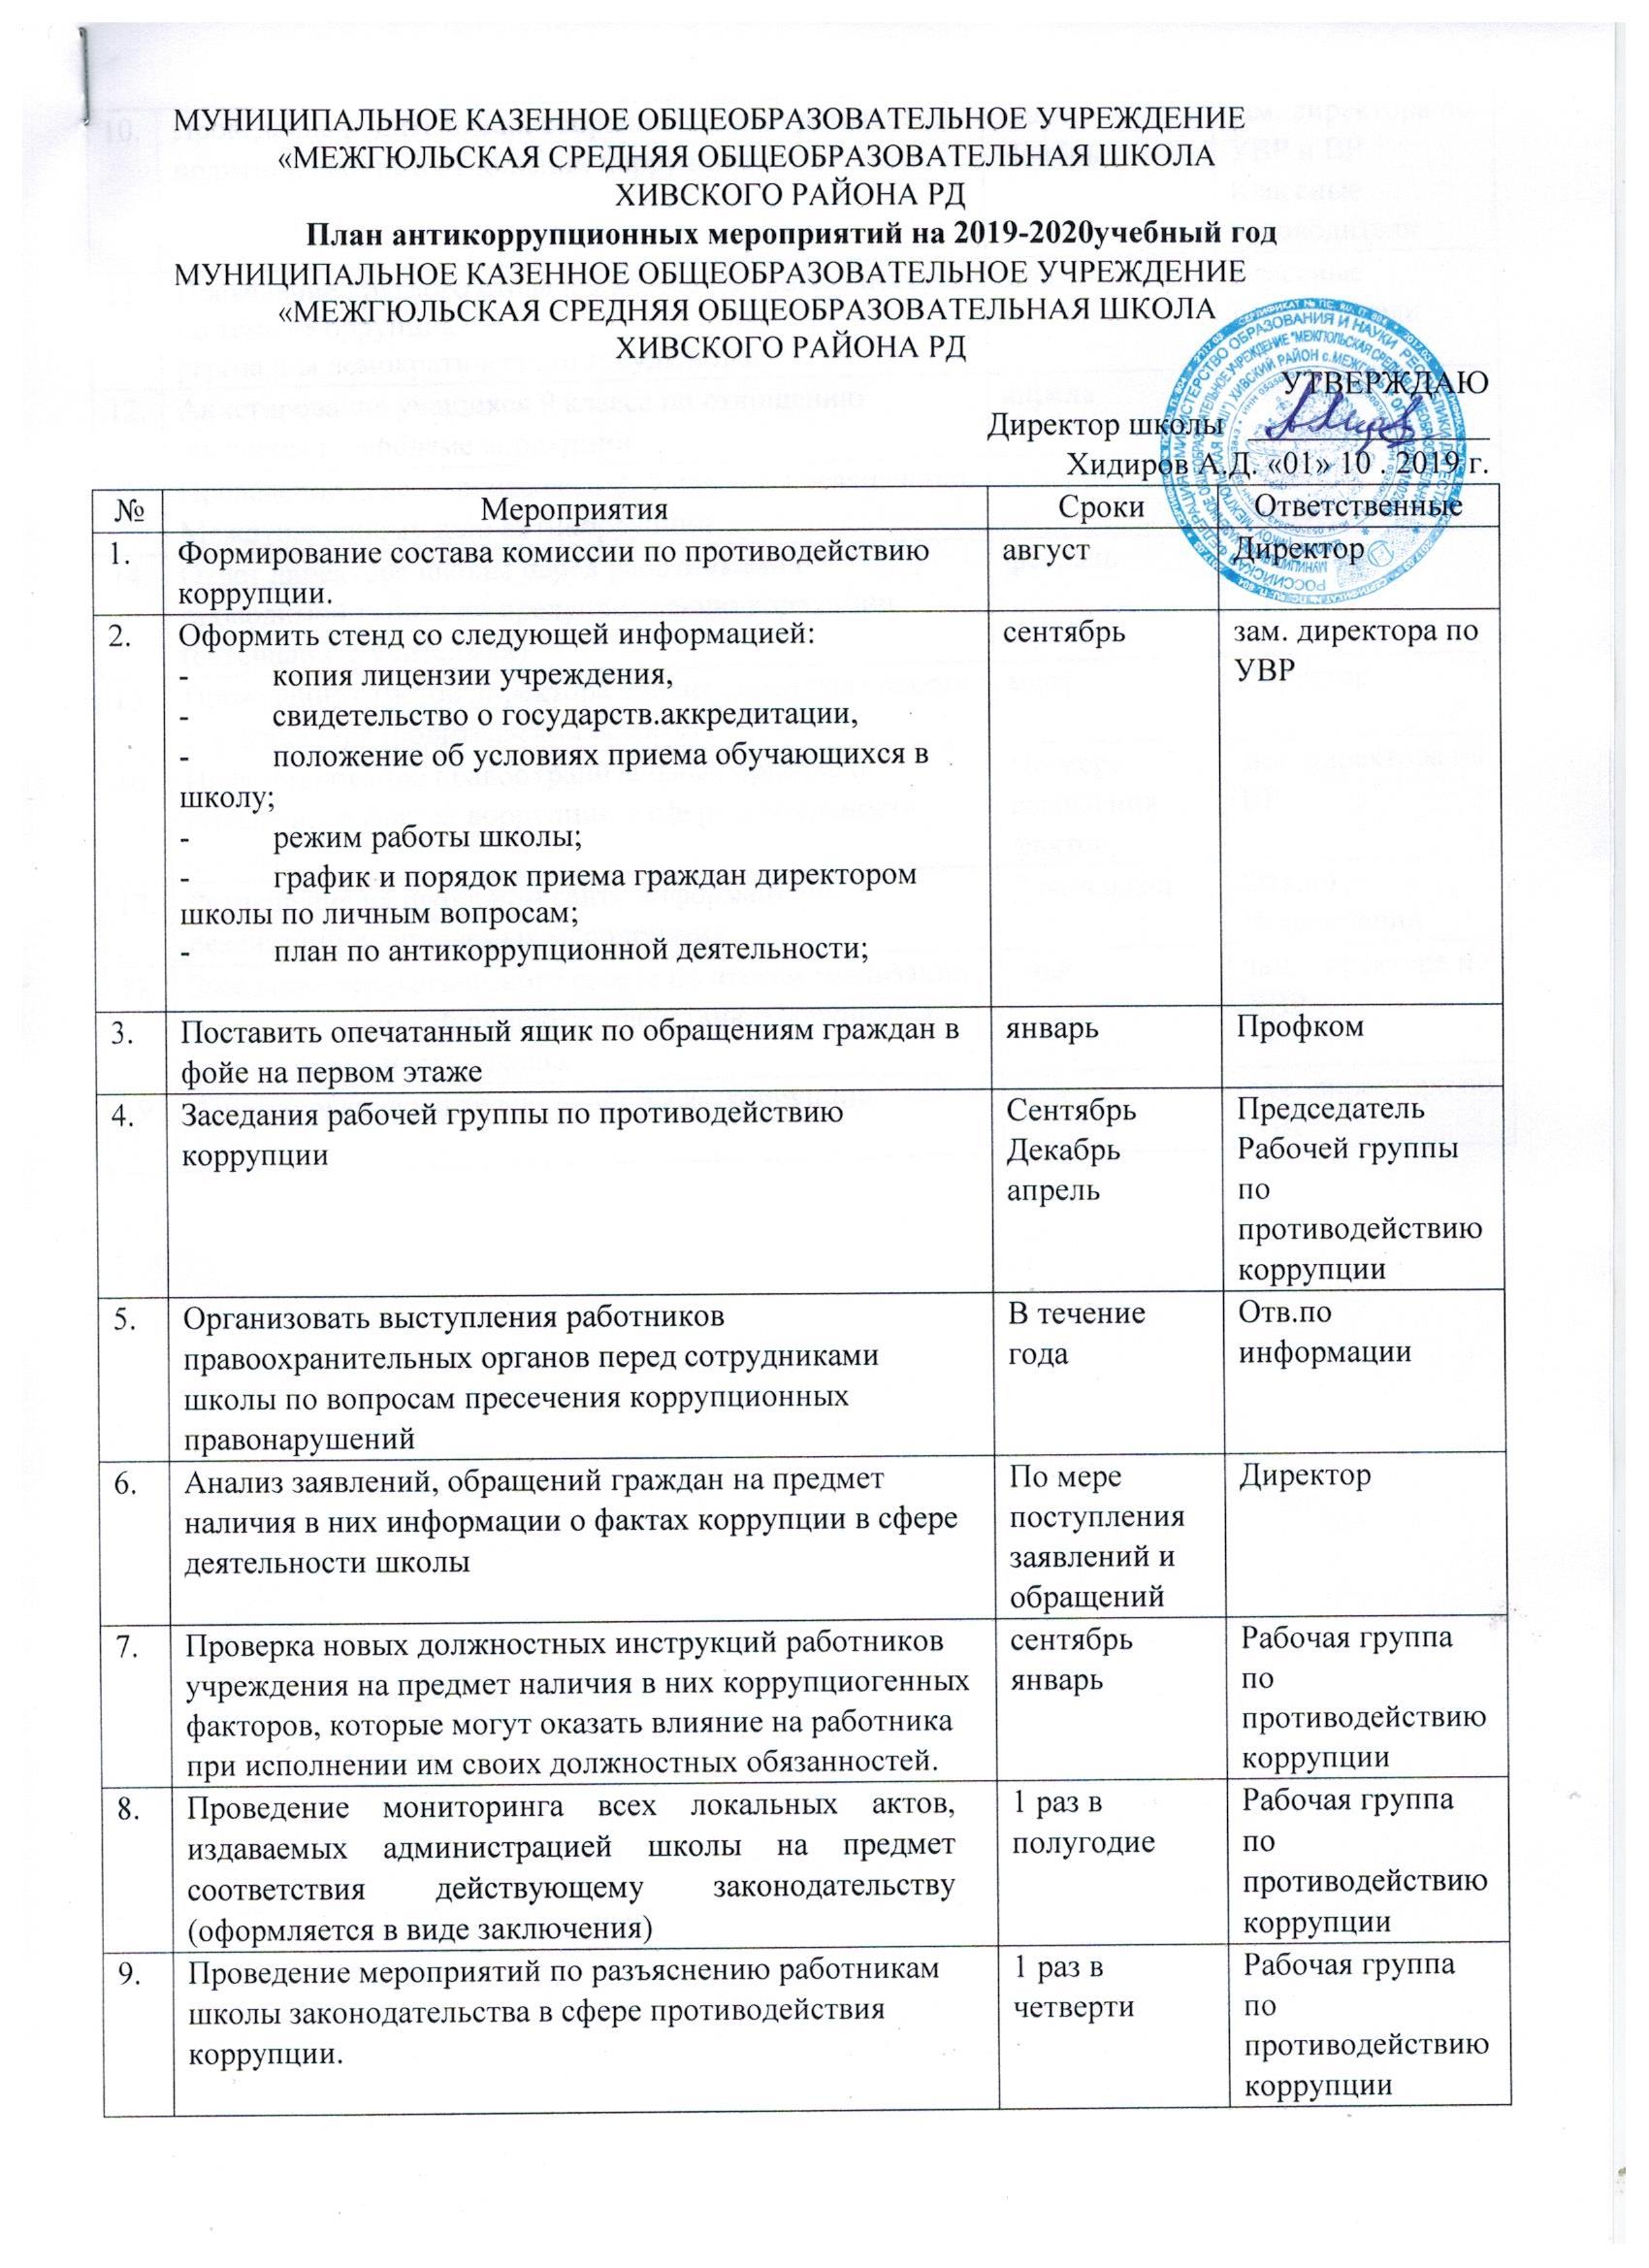 МУНИЦИПАЛЬНОЕ КАЗЕННОЕ ОБЩЕОБРАЗОВАТЕЛЬНОЕ УЧРЕЖДЕНИЕ
«МЕЖГЮЛЬСКАЯ СРЕДНЯЯ ОБЩЕОБРАЗОВАТЕЛЬНАЯ ШКОЛА
ХИВСКОГО РАЙОНА РД
План антикоррупционных мероприятий на 2019-2020учебный год
МУНИЦИПАЛЬНОЕ КАЗЕННОЕ ОБЩЕОБРАЗОВАТЕЛЬНОЕ УЧРЕЖДЕНИЕ
«МЕЖГЮЛЬСКАЯ СРЕДНЯЯ ОБЩЕОБРАЗОВАТЕЛЬНАЯ ШКОЛА
ХИВСКОГО РАЙОНА РД
УТВЕРЖДАЮ
Директор школы
Хидиров А.Д. «01» 10 . 2019 г.
№ Мероприятия Сроки Ответственные
1. Формирование состава комиссии по противодействию август Директор
коррупции.
2. Оформить стенд со следующей информацией: сентябрь зам. директора по
- копия лицензии учреждения, УВР
- свидетельство о государств.аккредитации,
- положение об условиях приема обучающихся в
школу;
- режим работы школы;
- график и порядок приема граждан директором
школы по личным вопросам;
- план по антикоррупционной деятельности;
3. Поставить опечатанный ящик по обращениям граждан в январь Профком
фойе на первом этаже
4. Заседания рабочей группы по противодействию Сентябрь Председатель
коррупции Декабрь Рабочей группы
апрель по
противодействию
коррупции
5. Организовать выступления работников В течение Отв.по
правоохранительных органов перед сотрудниками года информации
школы по вопросам пресечения коррупционных
правонарушений
6. Анализ заявлений, обращений граждан на предмет По мере Директор
наличия в них информации о фактах коррупции в сфере поступления
деятельности школы заявлений и
обращений
7. Проверка новых должностных инструкций работников сентябрь Рабочая группа
учреждения на предмет наличия в них коррупциогенных январь по
факторов, которые могут оказать влияние на работника противодействию
при исполнении им своих должностных обязанностей. коррупции
8. Проведение мониторинга всех локальных актов, 1 раз в Рабочая группа
издаваемых администрацией школы на предмет полугодие по
соответствия действующему законодательству противодействию
(оформляется в виде заключения) коррупции
9. Проведение мероприятий по разъяснению работникам 1 раз в Рабочая группа
школы законодательства в сфере противодействия четверти по
коррупции. противодействию
коррупции